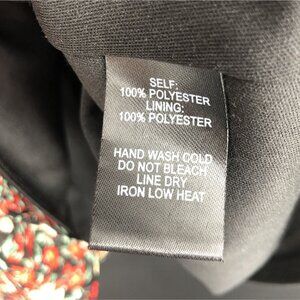 SELF:
100% POLYESTER
LINING:
100% POLYESTER
HAND WASH COLD
DO NOT BLEACH
LINE DRY
IRON LOW HEAT